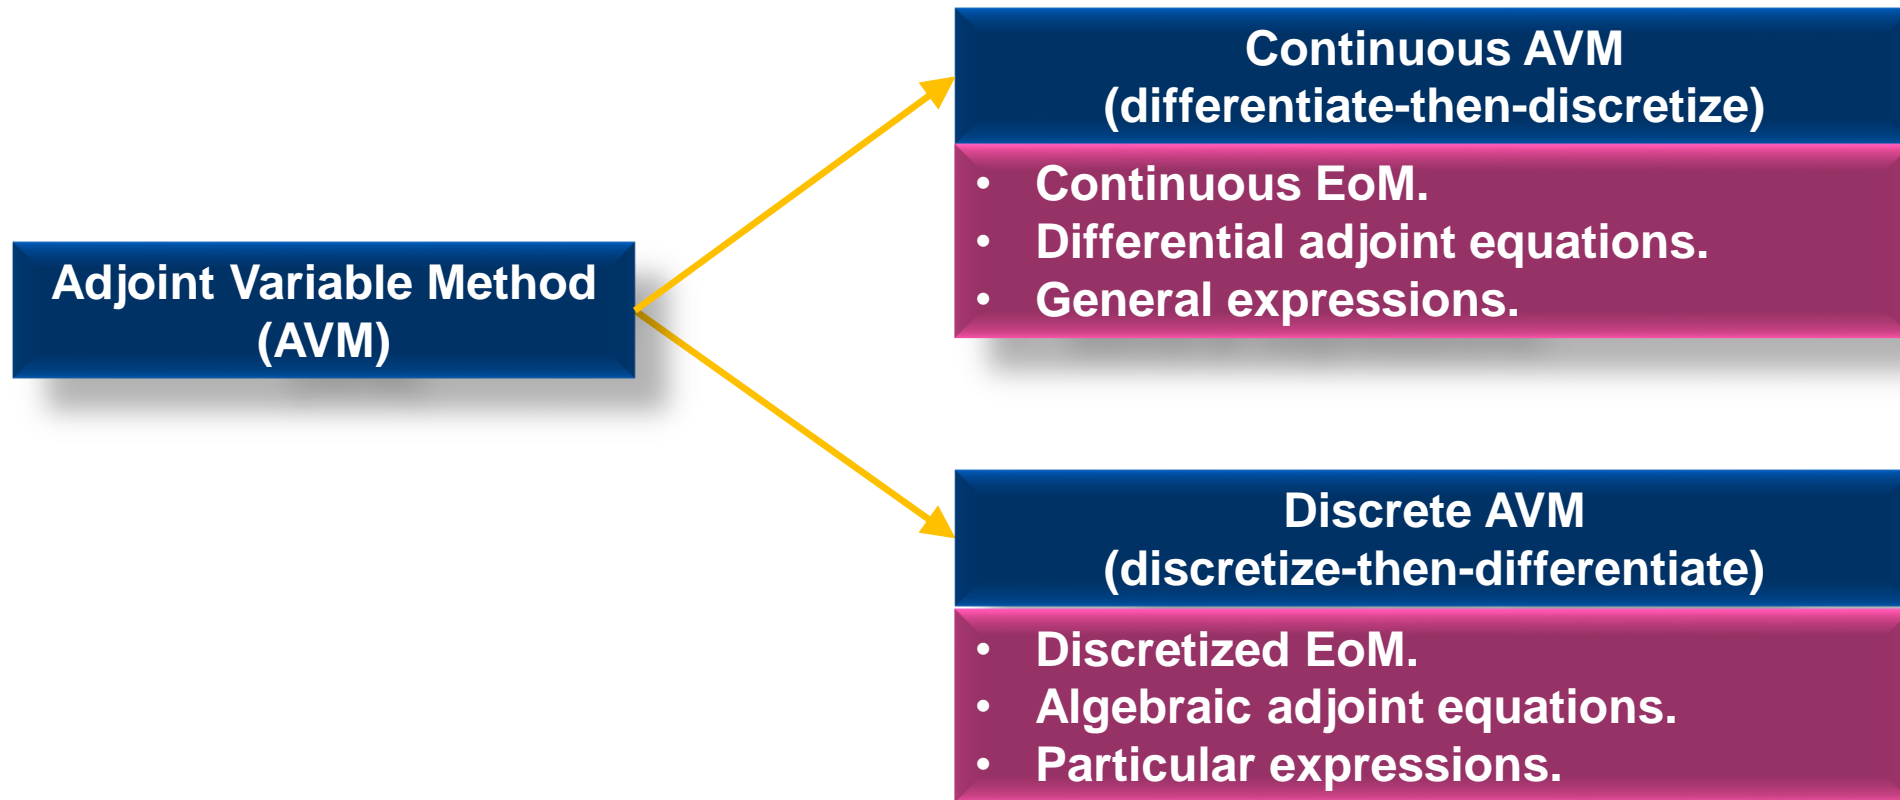 Adjoint Variable Method
(AVM)
Continuous AVM
(differentiate-then-discretize)
• Continuous EoM.
• Differential adjoint equations.
• General expressions.
Discrete AVM
(discretize-then-differentiate)
• Discretized EoM.
• Algebraic adjoint equations.
• Particular expressions.